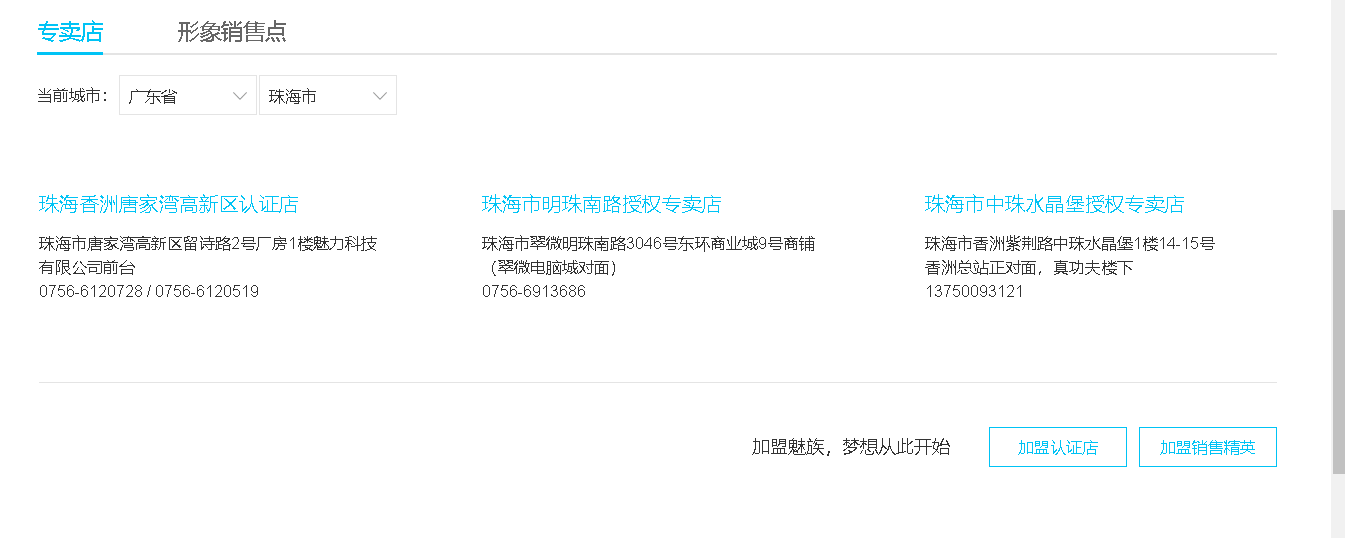 专卖店 形象销售点
当前城市： 广东省 珠海市
珠海香洲唐家湾高新区认证店
珠海市唐家湾高新区留诗路2号厂房1楼魅力科技
有限公司前台
0756-6120728 / 0756-6120519
珠海市明珠南路授权专卖店
珠海市翠微明珠南路3046号东环商业城9号商铺
（翠微电脑城对面）
0756-6913686
珠海市中珠水晶堡授权专卖店
珠海市香洲紫荆路中珠水晶堡1楼14-15号
香洲总站正对面，真功夫楼下
13750093121
加盟魅族，梦想从此开始 加盟认证店 加盟销售精英